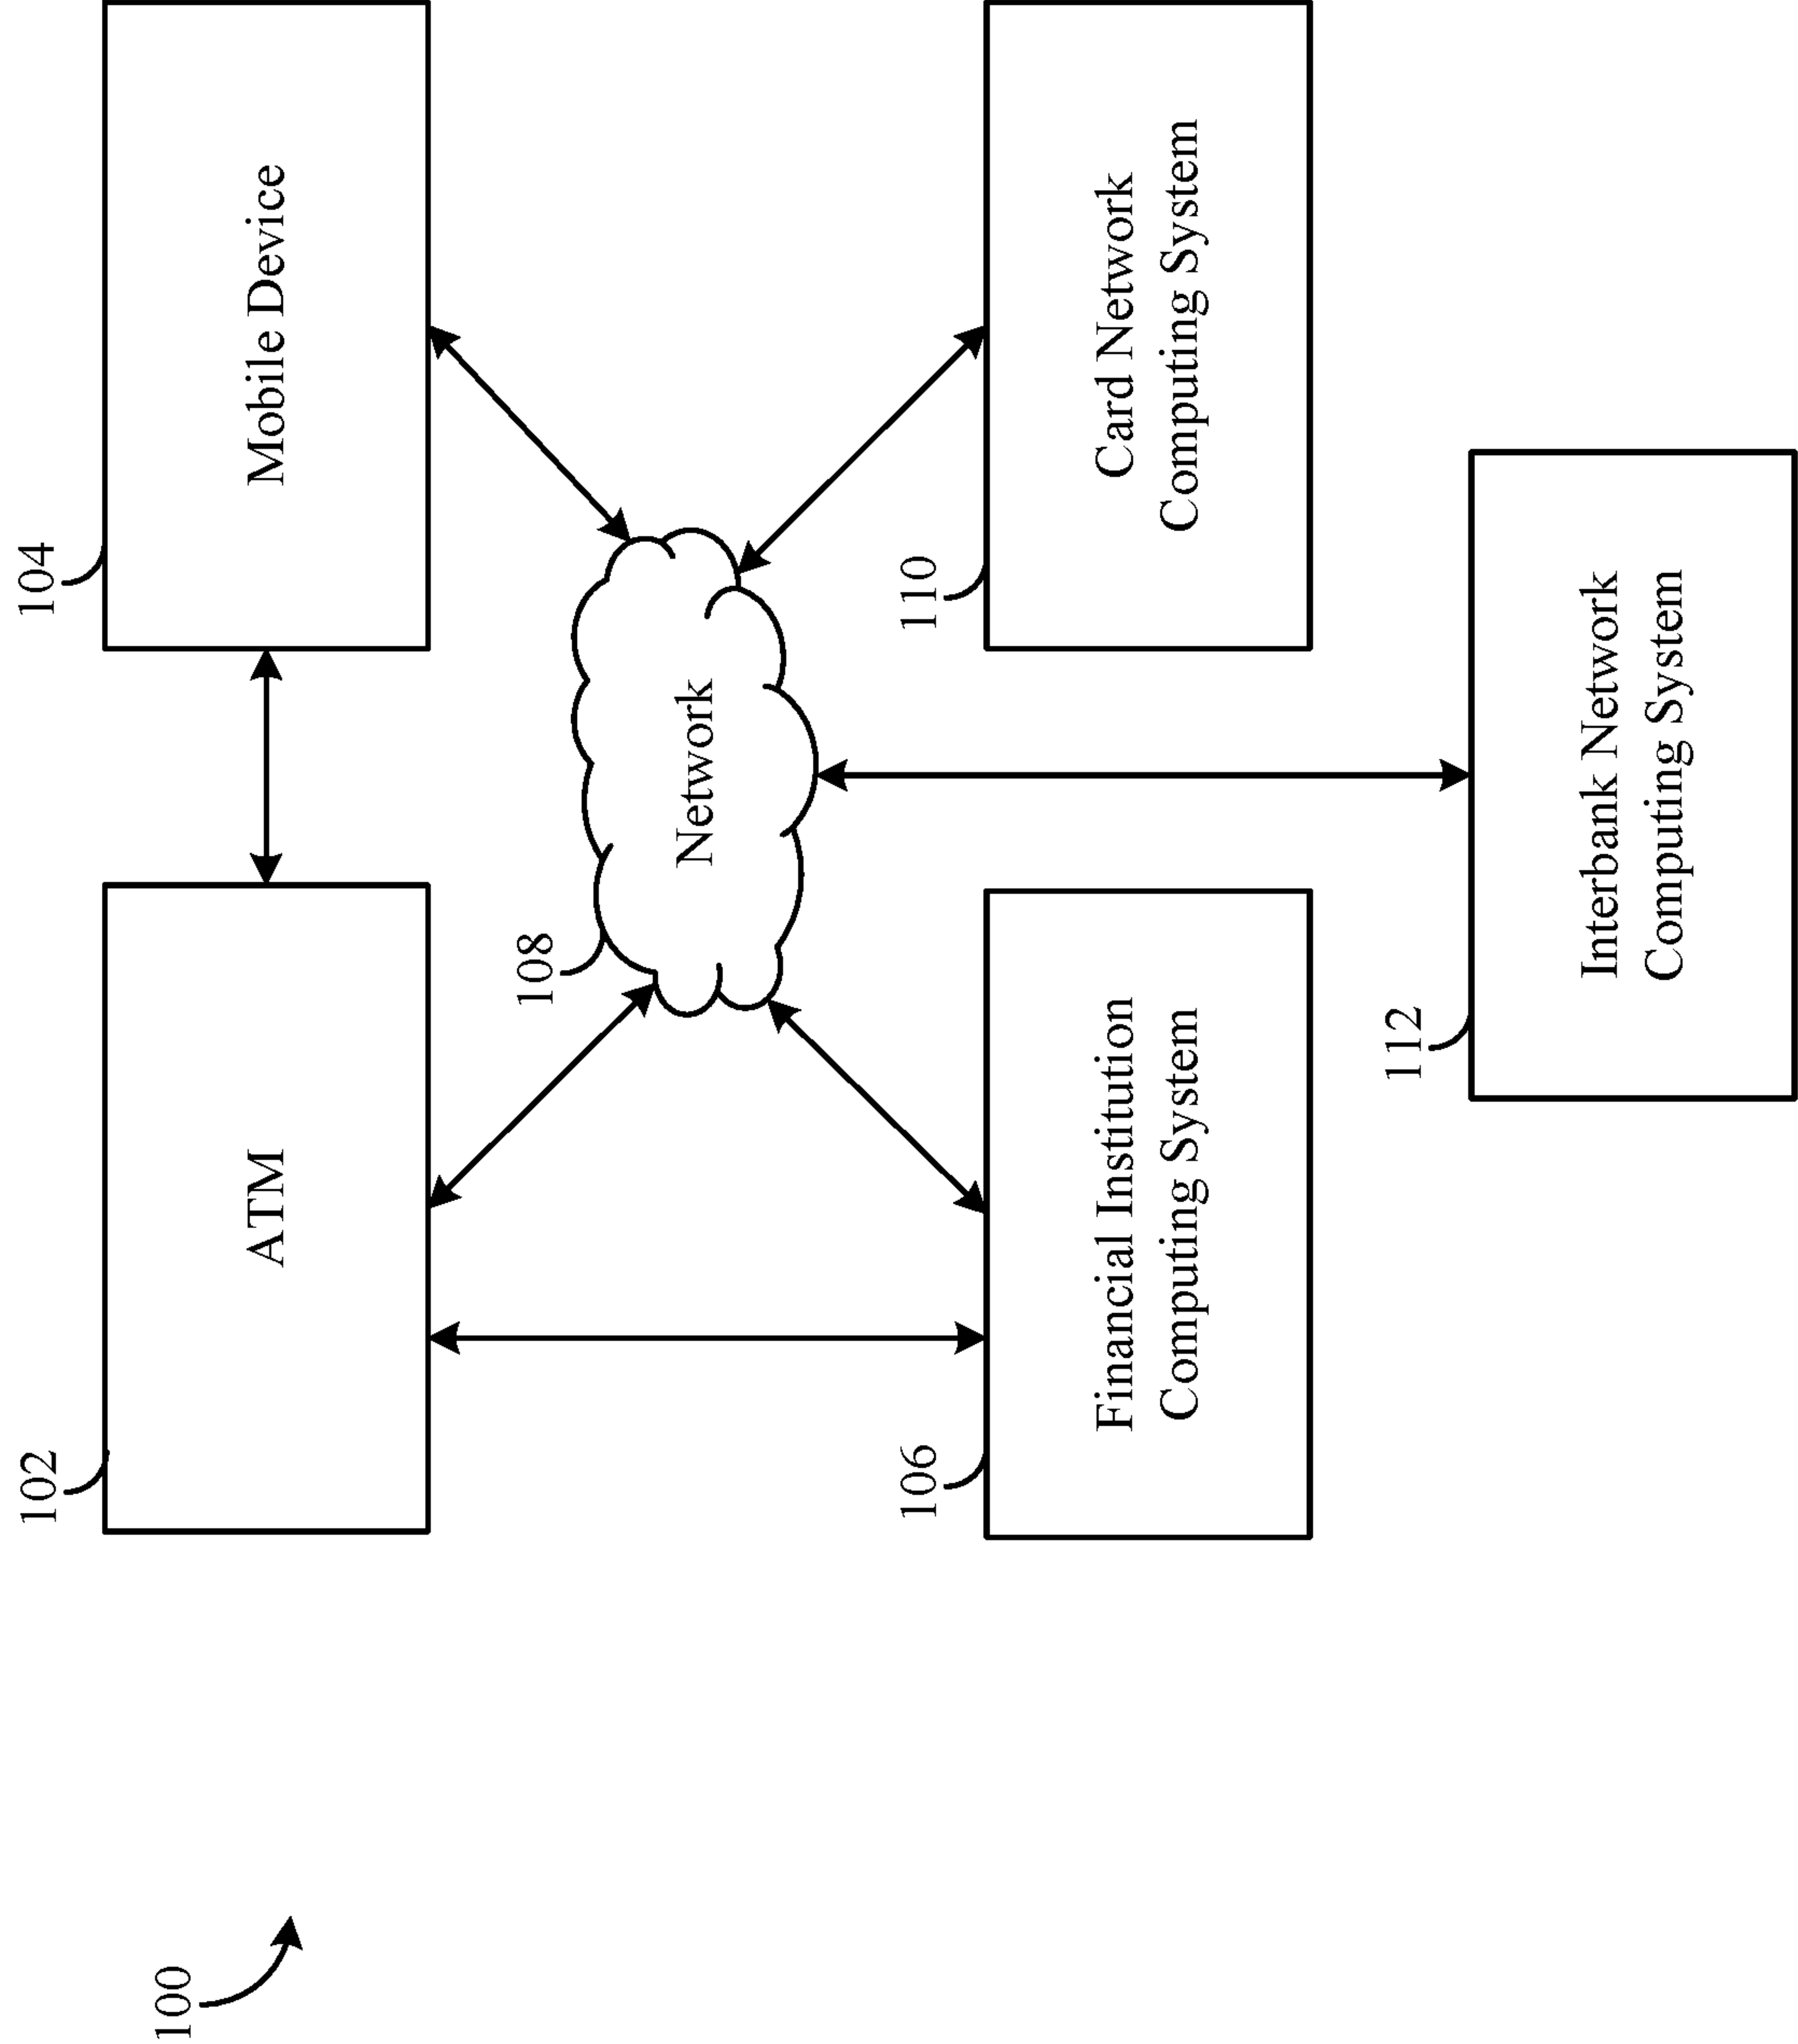 100
102
ATM
104
Mobile Device
108
Network
106
Financial Institution
Computing System
110
Card Network
Computing System
112
Interbank Network
Computing System